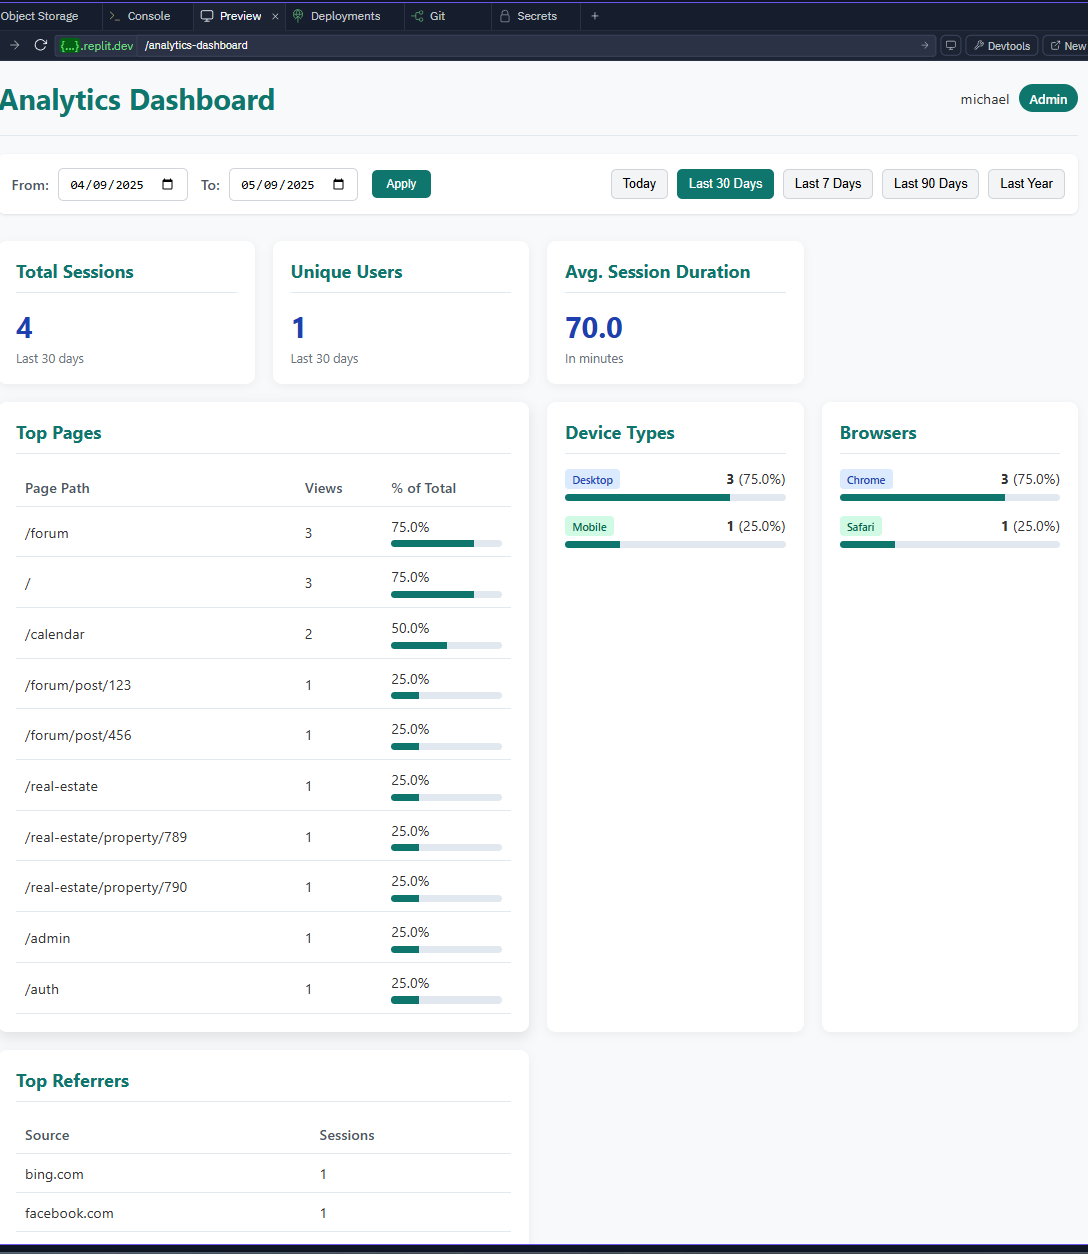 Object Storage
Console
Preview
Deployments
Git
Secrets
{...}.replit.dev /analytics-dashboard
Devtools
New
Analytics Dashboard
michael Admin
From: 04/09/2025 To: 05/09/2025 Apply
Today Last 30 Days Last 7 Days Last 90 Days Last Year
Total Sessions
4
Last 30 days
Unique Users
1
Last 30 days
Avg. Session Duration
70.0
In minutes
Top Pages
Page Path Views % of Total
/forum 3 75.0%
/ 3 75.0%
/calendar 2 50.0%
/forum/post/123 1 25.0%
/forum/post/456 1 25.0%
/real-estate 1 25.0%
/real-estate/property/789 1 25.0%
/real-estate/property/790 1 25.0%
/admin 1 25.0%
/auth 1 25.0%
Device Types
Desktop 3 (75.0%)
Mobile 1 (25.0%)
Browsers
Chrome 3 (75.0%)
Safari 1 (25.0%)
Top Referrers
Source Sessions
bing.com 1
facebook.com 1